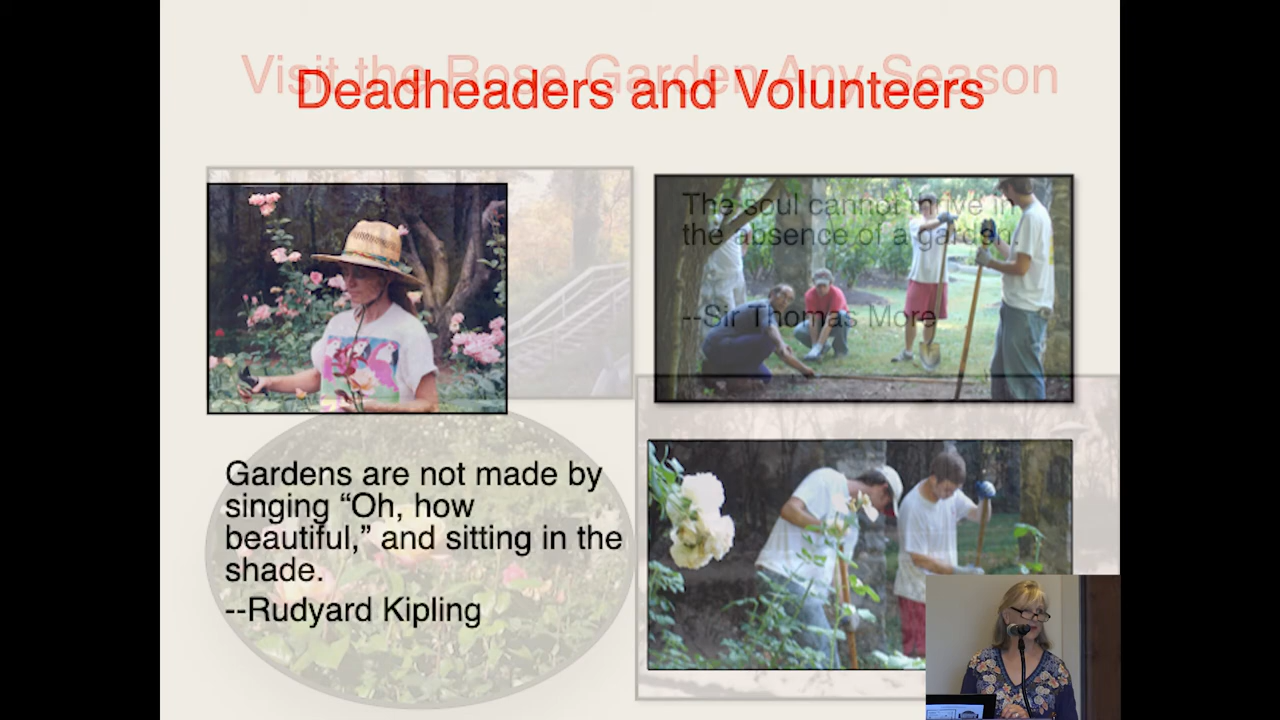 Visit the Rose Garden Any Season
Deadheaders and Volunteers
The soul cannot thrive in
the absence of a garden.
--Sir Thomas More
Gardens are not made by
singing “Oh, how
beautiful,” and sitting in the
shade.
--Rudyard Kipling